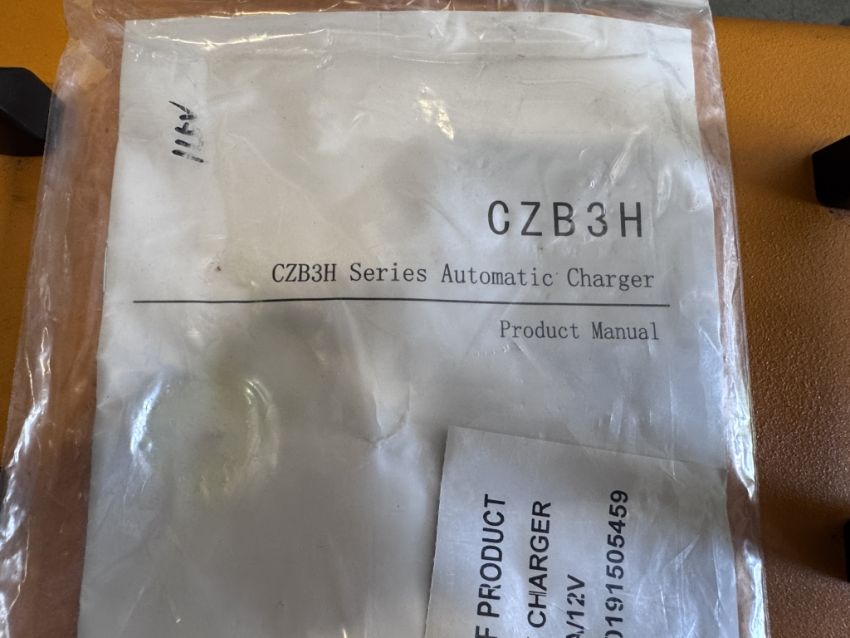 CZB3H
CZB3H Series Automatic Charger
Product Manual
F PRODUCT
CHARGER
/12V
0191505459